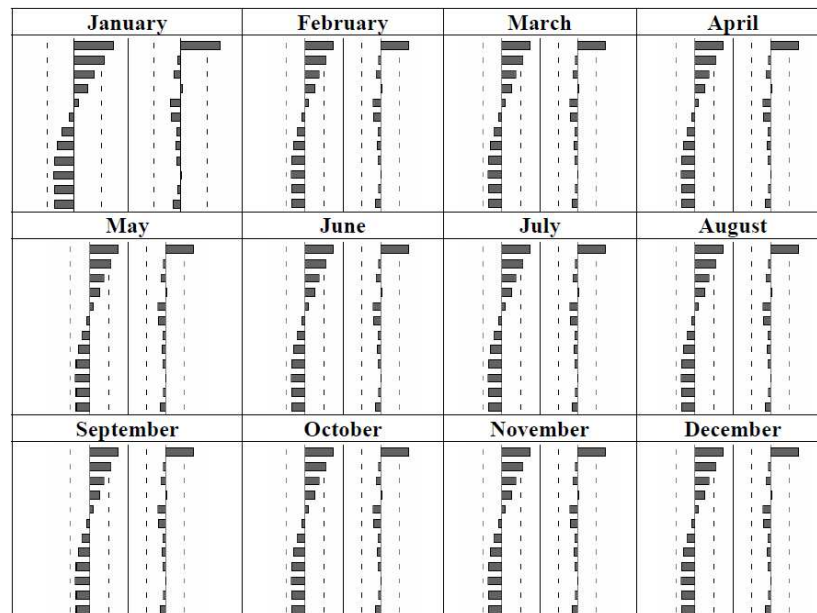 January February March April
May June July August
September October November December